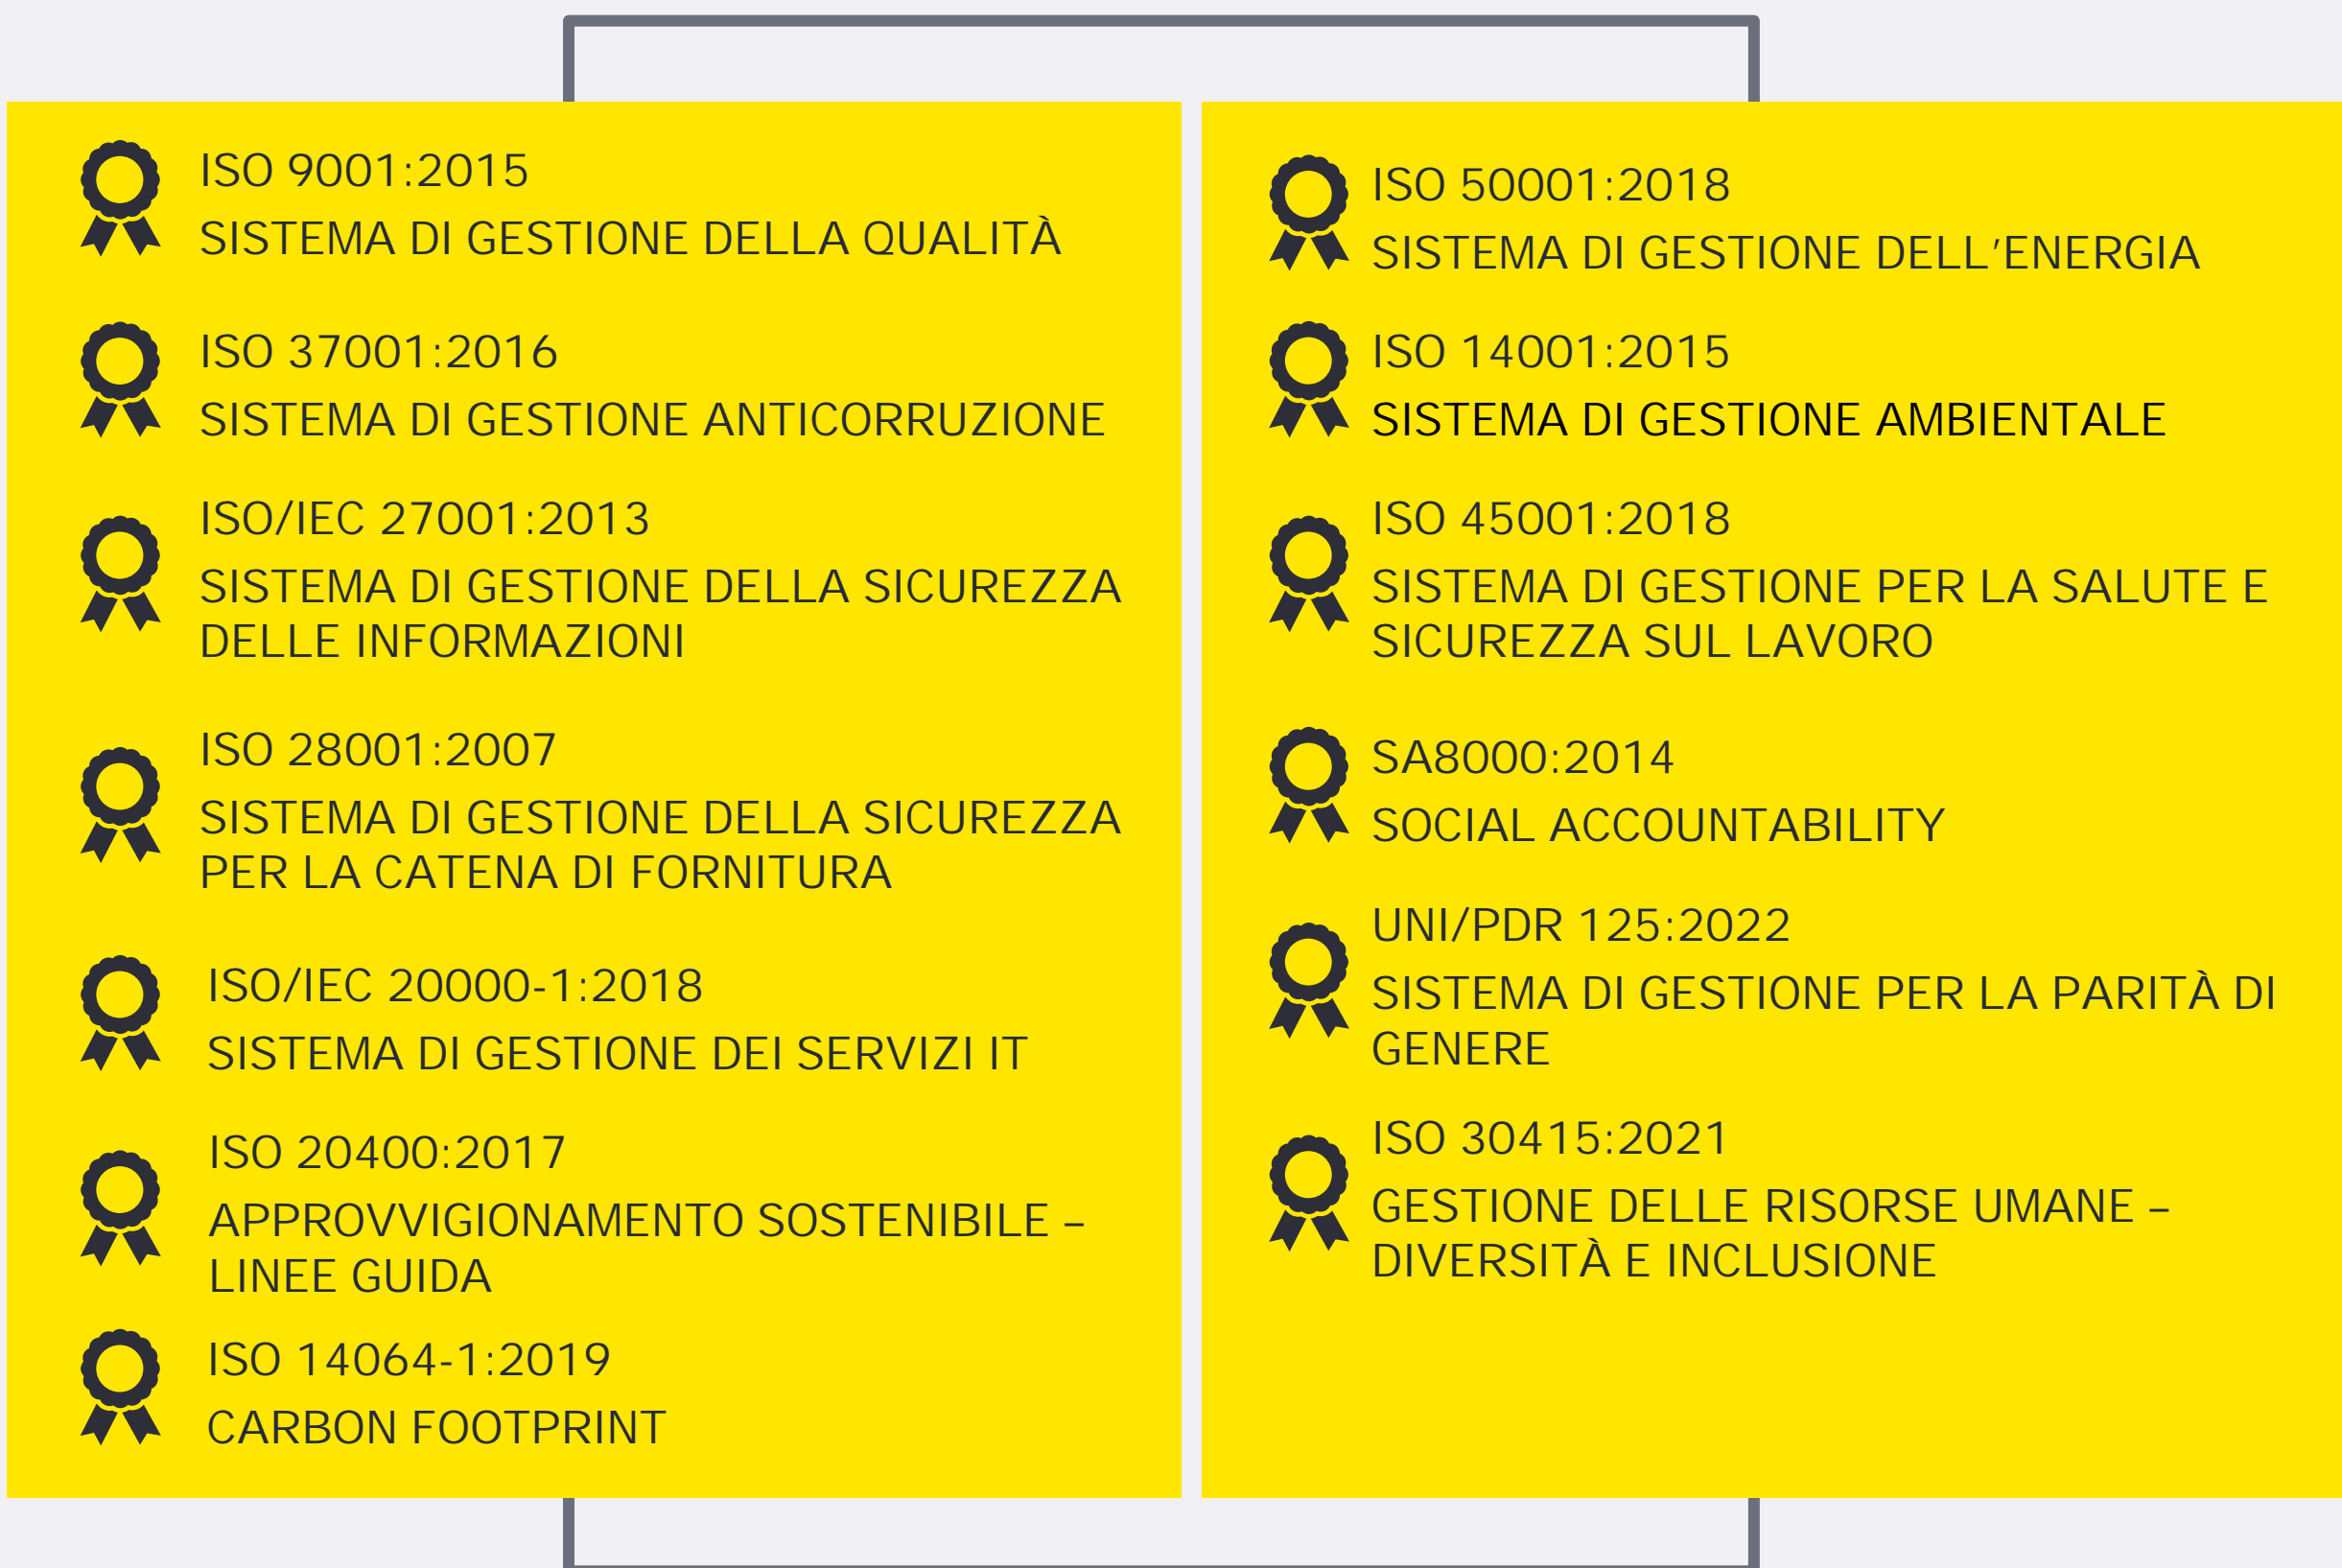 ISO 9001:2015
SISTEMA DI GESTIONE DELLA QUALITÀ
ISO 37001:2016
SISTEMA DI GESTIONE ANTICORRUZIONE
ISO/IEC 27001:2013
SISTEMA DI GESTIONE DELLA SICUREZZA
DELLE INFORMAZIONI
ISO 28001:2007
SISTEMA DI GESTIONE DELLA SICUREZZA
PER LA CATENA DI FORNITURA
ISO/IEC 20000-1:2018
SISTEMA DI GESTIONE DEI SERVIZI IT
ISO 20400:2017
APPROVVIGIONAMENTO SOSTENIBILE –
LINEE GUIDA
ISO 14064-1:2019
CARBON FOOTPRINT
ISO 50001:2018
SISTEMA DI GESTIONE DELL’ENERGIA
ISO 14001:2015
SISTEMA DI GESTIONE AMBIENTALE
ISO 45001:2018
SISTEMA DI GESTIONE PER LA SALUTE E
SICUREZZA SUL LAVORO
SA8000:2014
SOCIAL ACCOUNTABILITY
UNI/PDR 125:2022
SISTEMA DI GESTIONE PER LA PARITÀ DI
GENERE
ISO 30415:2021
GESTIONE DELLE RISORSE UMANE –
DIVERSITÀ E INCLUSIONE